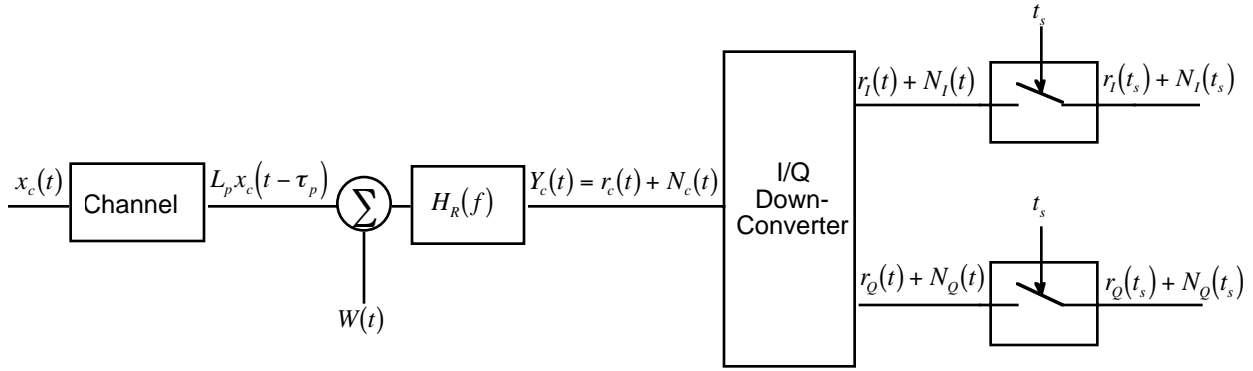 t_s
r_I(t) + N_I(t)
r_I(t_s) + N_I(t_s)
x_c(t)
Channel
L_p x_c(t − τ_p)
∑
W(t)
H_R(f)
Y_c(t) = r_c(t) + N_c(t)
I/Q
Down-
Converter
t_s
r_Q(t) + N_Q(t)
r_Q(t_s) + N_Q(t_s)